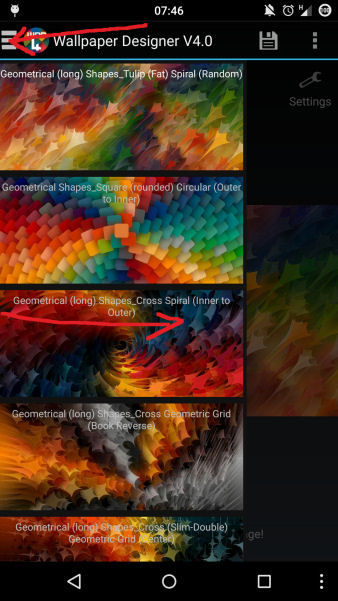 07:46
Wallpaper Designer V4.0
Geometrical (long) Shapes_Tulip (Fat) Spiral (Random)
Settings
Geometrical Shapes_Square (rounded) Circular (Outer
to Inner)
Geometrical (long) Shapes_Cross Spiral (Inner to
Outer)
Geometrical (long) Shapes_Cross Geometric Grid
(Book Reverse)
Geometrical (long) Shapes_Cross (Slim-Double)
Geometric Grid (Center)